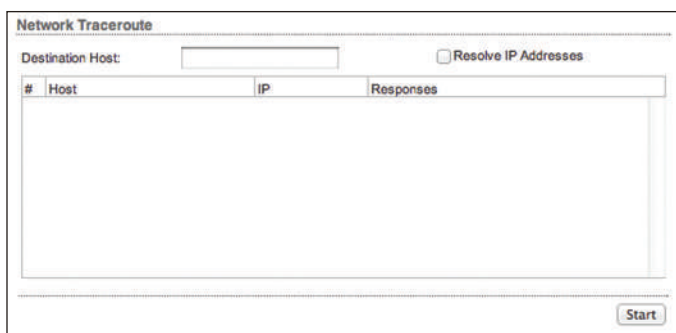 Network Traceroute
Destination Host: Resolve IP Addresses
# Host IP Responses
Start